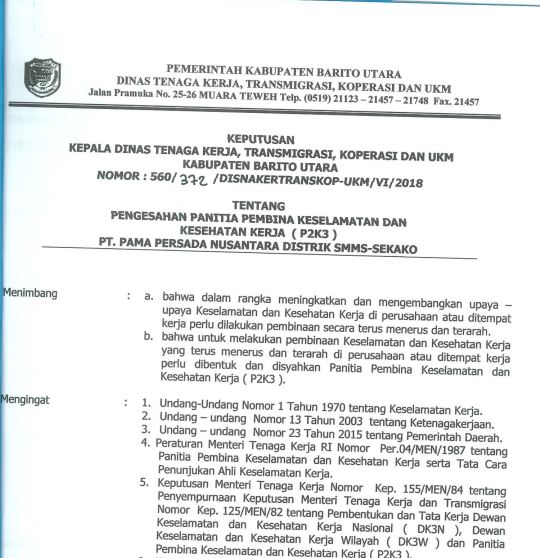 PEMERINTAH KABUPATEN BARITO UTARA
DINAS TENAGA KERJA, TRANSMIGRASI, KOPERASI DAN UKM
Jalan Pramuka No. 25-26 MUARA TEWEH Telp. (0519) 21123 – 21457 – 21748 Fax. 21457
KEPUTUSAN
KEPALA DINAS TENAGA KERJA, TRANSMIGRASI, KOPERASI DAN UKM
KABUPATEN BARITO UTARA
NOMOR : 560/ 372 /DISNAKERTRANSKOP-UKM/VI/2018
TENTANG
PENGESAHAN PANITIA PEMBINA KESELAMATAN DAN
KESEHATAN KERJA ( P2K3 )
PT. PAMA PERSADA NUSANTARA DISTRIK SMMS-SEKAKO
Menimbang : a. bahwa dalam rangka meningkatkan dan mengembangkan upaya –
upaya Keselamatan dan Kesehatan Kerja di perusahaan atau ditempat
kerja perlu dilakukan pembinaan secara terus menerus dan terarah.
b. bahwa untuk melakukan pembinaan Keselamatan dan Kesehatan Kerja
yang terus menerus dan terarah di perusahaan atau ditempat kerja
perlu dibentuk dan disyahkan Panitia Pembina Keselamatan dan
Kesehatan Kerja ( P2K3 ).
Mengingat : 1. Undang-Undang Nomor 1 Tahun 1970 tentang Keselamatan Kerja.
2. Undang – undang Nomor 13 Tahun 2003 tentang Ketenagakerjaan.
3. Undang – undang Nomor 23 Tahun 2015 tentang Pemerintah Daerah.
4. Peraturan Menteri Tenaga Kerja RI Nomor Per.04/MEN/1987 tentang
Panitia Pembina Keselamatan dan Kesehatan Kerja serta Tata Cara
Penunjukan Ahli Keselamatan Kerja.
5. Keputusan Menteri Tenaga Kerja Nomor Kep. 155/MEN/84 tentang
Penyempurnaan Keputusan Menteri Tenaga Kerja dan Transmigrasi
Nomor Kep. 125/MEN/82 tentang Pembentukan dan Tata Kerja Dewan
Keselamatan dan Kesehatan Kerja Nasional ( DK3N ), Dewan
Keselamatan dan Kesehatan Kerja Wilayah ( DK3W ) dan Panitia
Pembina Keselamatan dan Kesehatan Kerja ( P2K3 ).